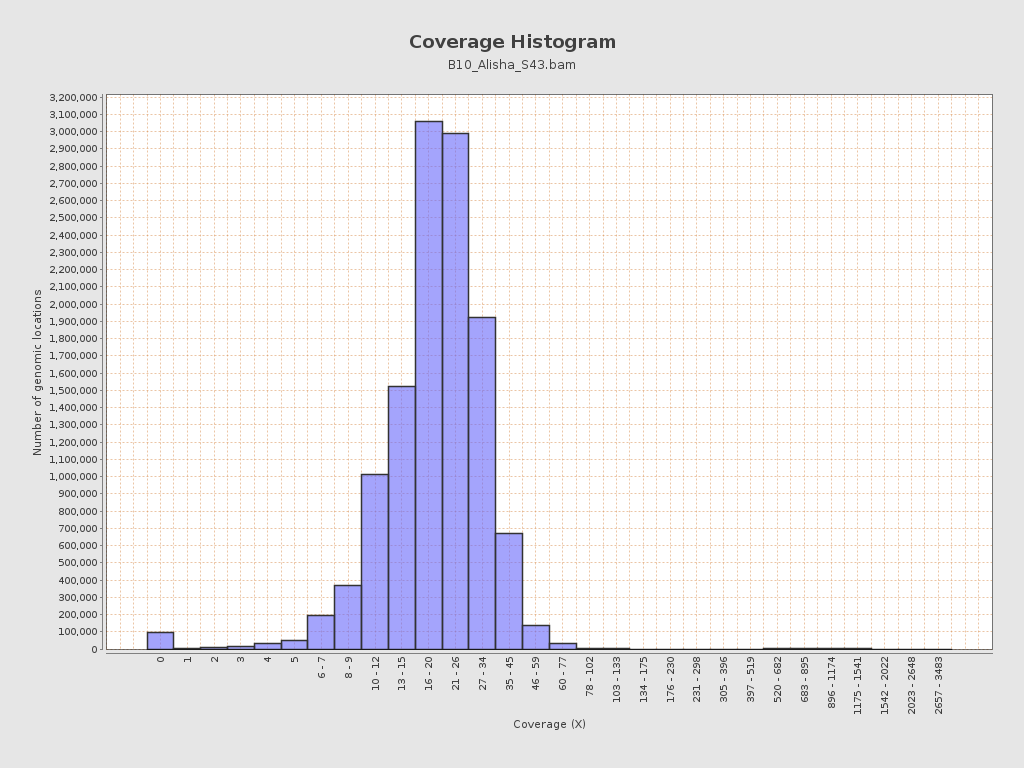 Coverage Histogram
B10_Alisha_S43.bam
3,200,000
3,100,000
3,000,000
2,900,000
2,800,000
2,700,000
2,600,000
2,500,000
2,400,000
2,300,000
2,200,000
2,100,000
2,000,000
1,900,000
1,800,000
1,700,000
1,600,000
1,500,000
1,400,000
1,300,000
1,200,000
1,100,000
1,000,000
900,000
800,000
700,000
600,000
500,000
400,000
300,000
200,000
100,000
0
Number of genomic locations
0
1
2
3
4
5
6 - 7
8 - 9
10 - 12
13 - 15
16 - 20
21 - 26
27 - 34
35 - 45
46 - 59
60 - 77
78 - 102
103 - 133
134 - 175
176 - 230
231 - 298
305 - 396
397 - 519
520 - 682
683 - 895
896 - 1174
1175 - 1541
1542 - 2022
2023 - 2648
2657 - 3483
Coverage (X)